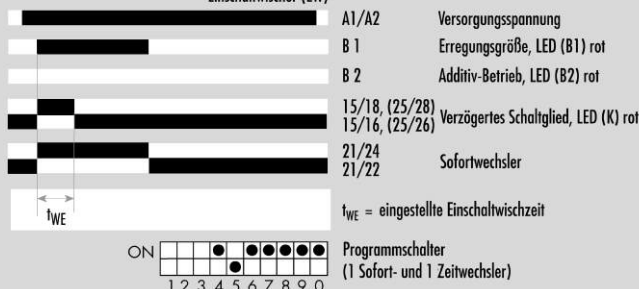 A1/A2 Versorgungsspannung
B 1 Erregungsgröße, LED (B1) rot
B 2 Additiv-Betrieb, LED (B2) rot
15/18, (25/28)
15/16, (25/26) Verzögertes Schaltglied, LED (K) rot
21/24
21/22 Sofortwechsler
tWE
tWE = eingestellte Einschaltwischzeit
ON Programmschalter
(1 Sofort- und 1 Zeitwechsler)
1 2 3 4 5 6 7 8 9 0